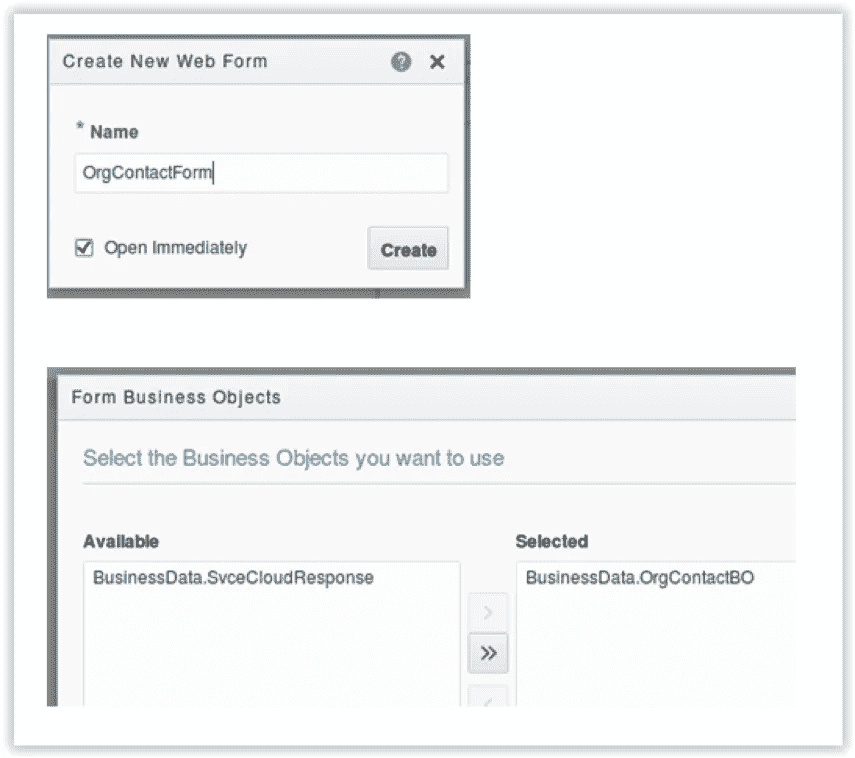 Create New Web Form
* Name
OrgContactForm
Open Immediately
Create
Form Business Objects
Select the Business Objects you want to use
Available
Selected
BusinessData.SvceCloudResponse
BusinessData.OrgContactBO